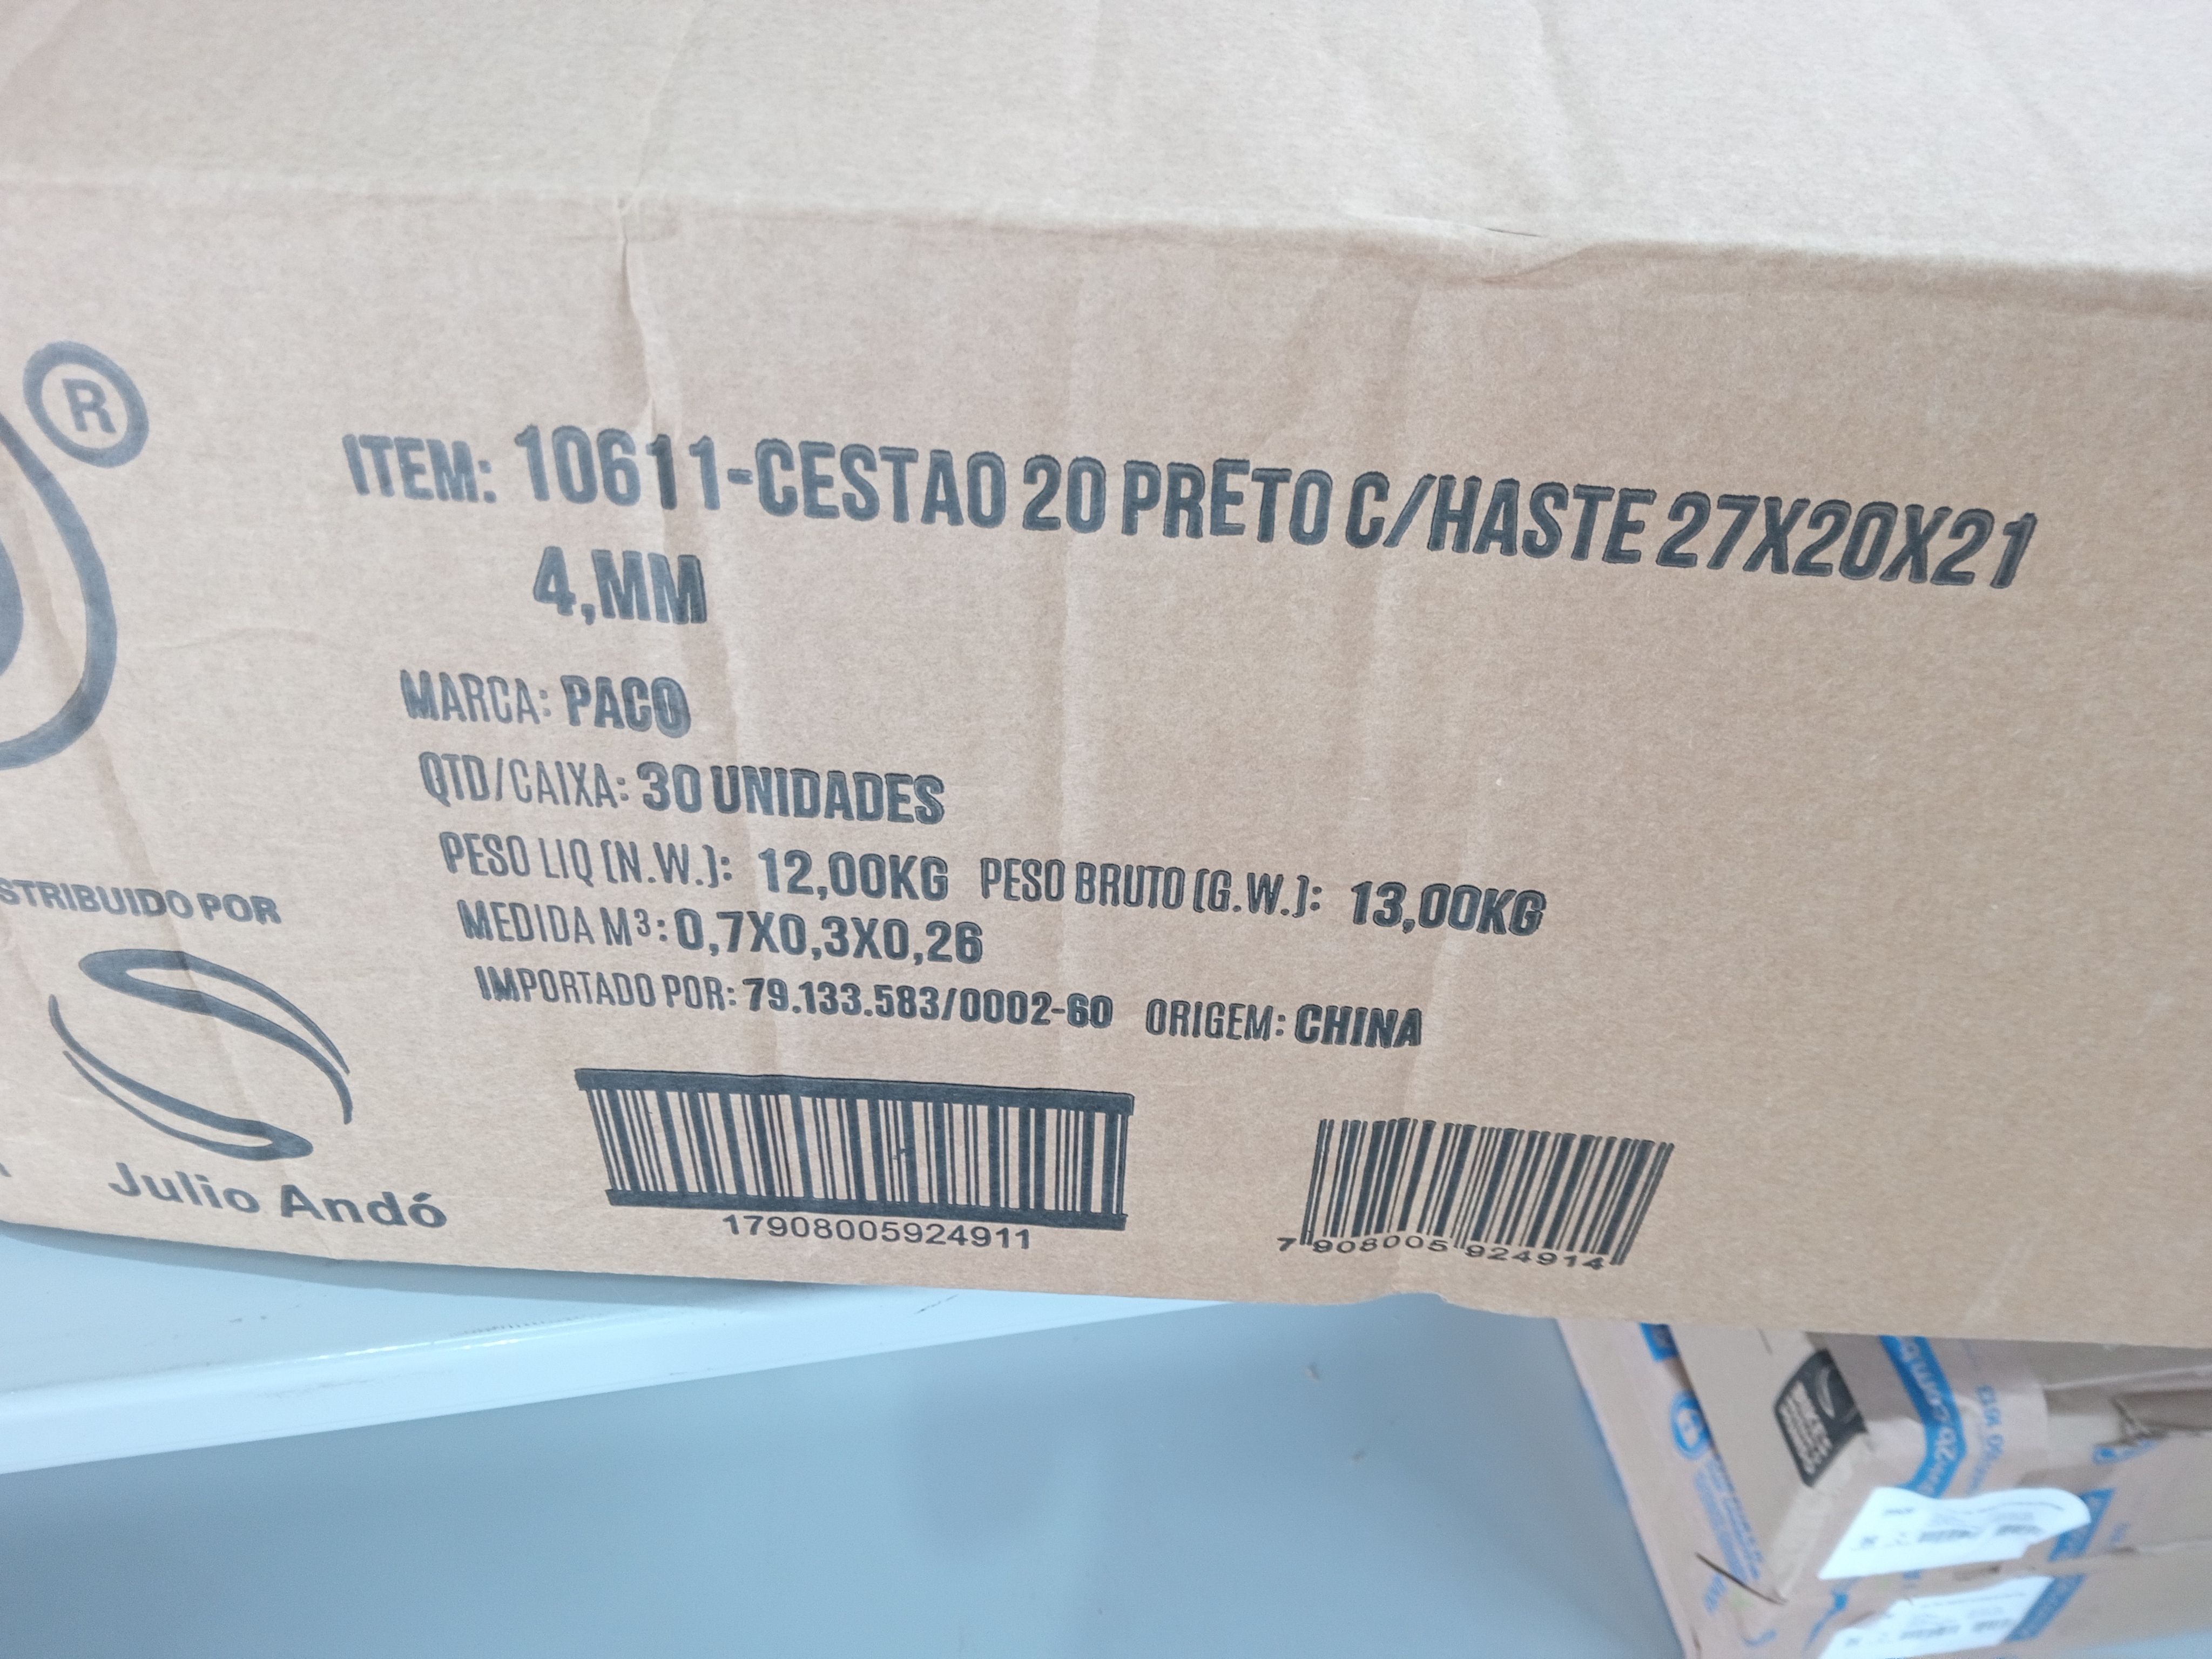 ®
ITEM: 10611-CESTAO 20 PRETO C/HASTE 27X20X21
4,MM
MARCA: PACO
QTD/CAIXA: 30 UNIDADES
PESO LIQ (N.W.): 12,00KG PESO BRUTO (G.W.): 13,00KG
MEDIDA M³: 0,7X0,3X0,26
IMPORTADO POR: 79.133.583/0002-60 ORIGEM: CHINA
STRIBUIDO POR
Julio Andó
17908005924911
7 908005 924914